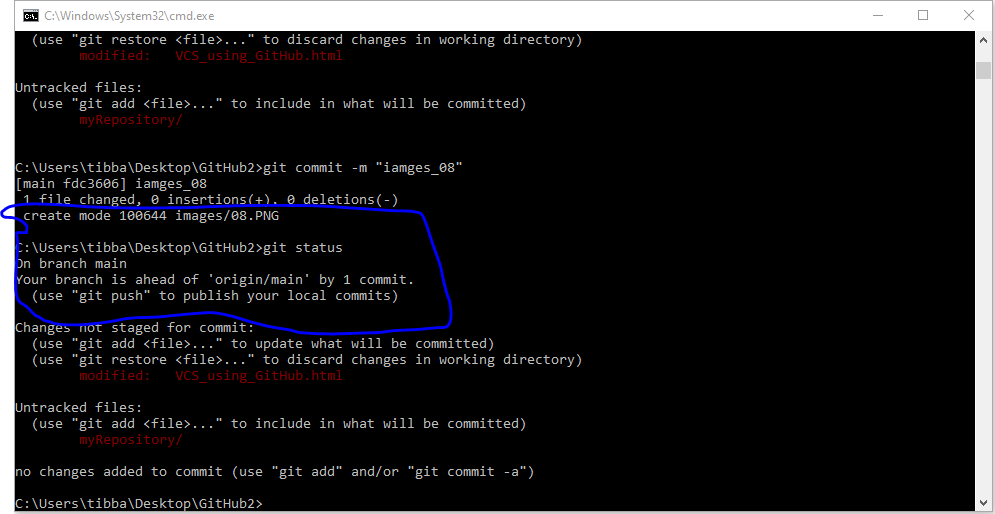 C:\Windows\System32\cmd.exe
(use "git restore <file>..." to discard changes in working directory)
modified:   VCS_using_GitHub.html
Untracked files:
(use "git add <file>..." to include in what will be committed)
myRepository/
C:\Users\tibba\Desktop\GitHub2>git commit -m "iamges_08"
[main fdc3606] iamges_08
1 file changed, 0 insertions(+), 0 deletions(-)
create mode 100644 images/08.PNG
C:\Users\tibba\Desktop\GitHub2>git status
On branch main
Your branch is ahead of 'origin/main' by 1 commit.
(use "git push" to publish your local commits)
Changes not staged for commit:
(use "git add <file>..." to update what will be committed)
(use "git restore <file>..." to discard changes in working directory)
modified:   VCS_using_GitHub.html
Untracked files:
(use "git add <file>..." to include in what will be committed)
myRepository/
no changes added to commit (use "git add" and/or "git commit -a")
C:\Users\tibba\Desktop\GitHub2>